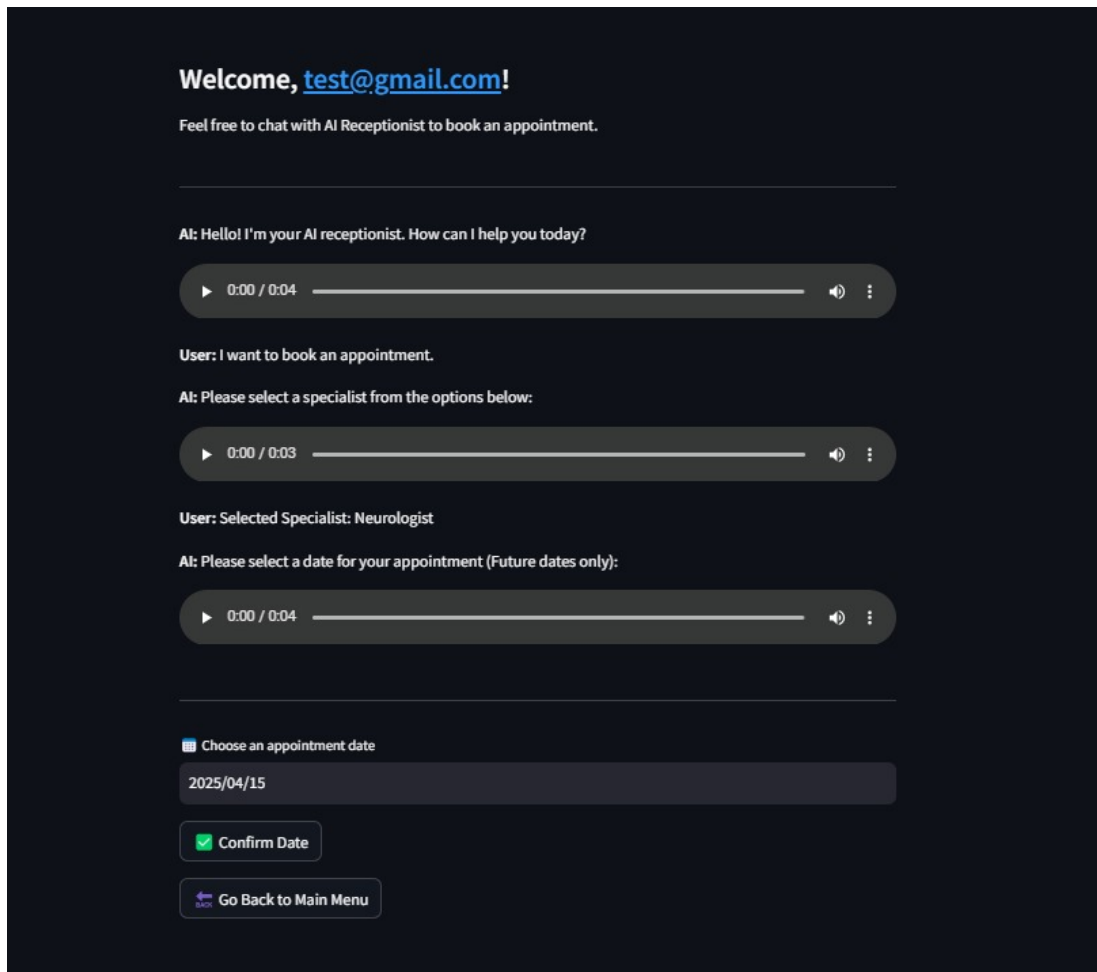 Welcome, test@gmail.com!
Feel free to chat with AI Receptionist to book an appointment.
AI: Hello! I'm your AI receptionist. How can I help you today?
0:00 / 0:04
User: I want to book an appointment.
AI: Please select a specialist from the options below:
0:00 / 0:03
User: Selected Specialist: Neurologist
AI: Please select a date for your appointment (Future dates only):
0:00 / 0:04
Choose an appointment date
2025/04/15
Confirm Date
BACK Go Back to Main Menu